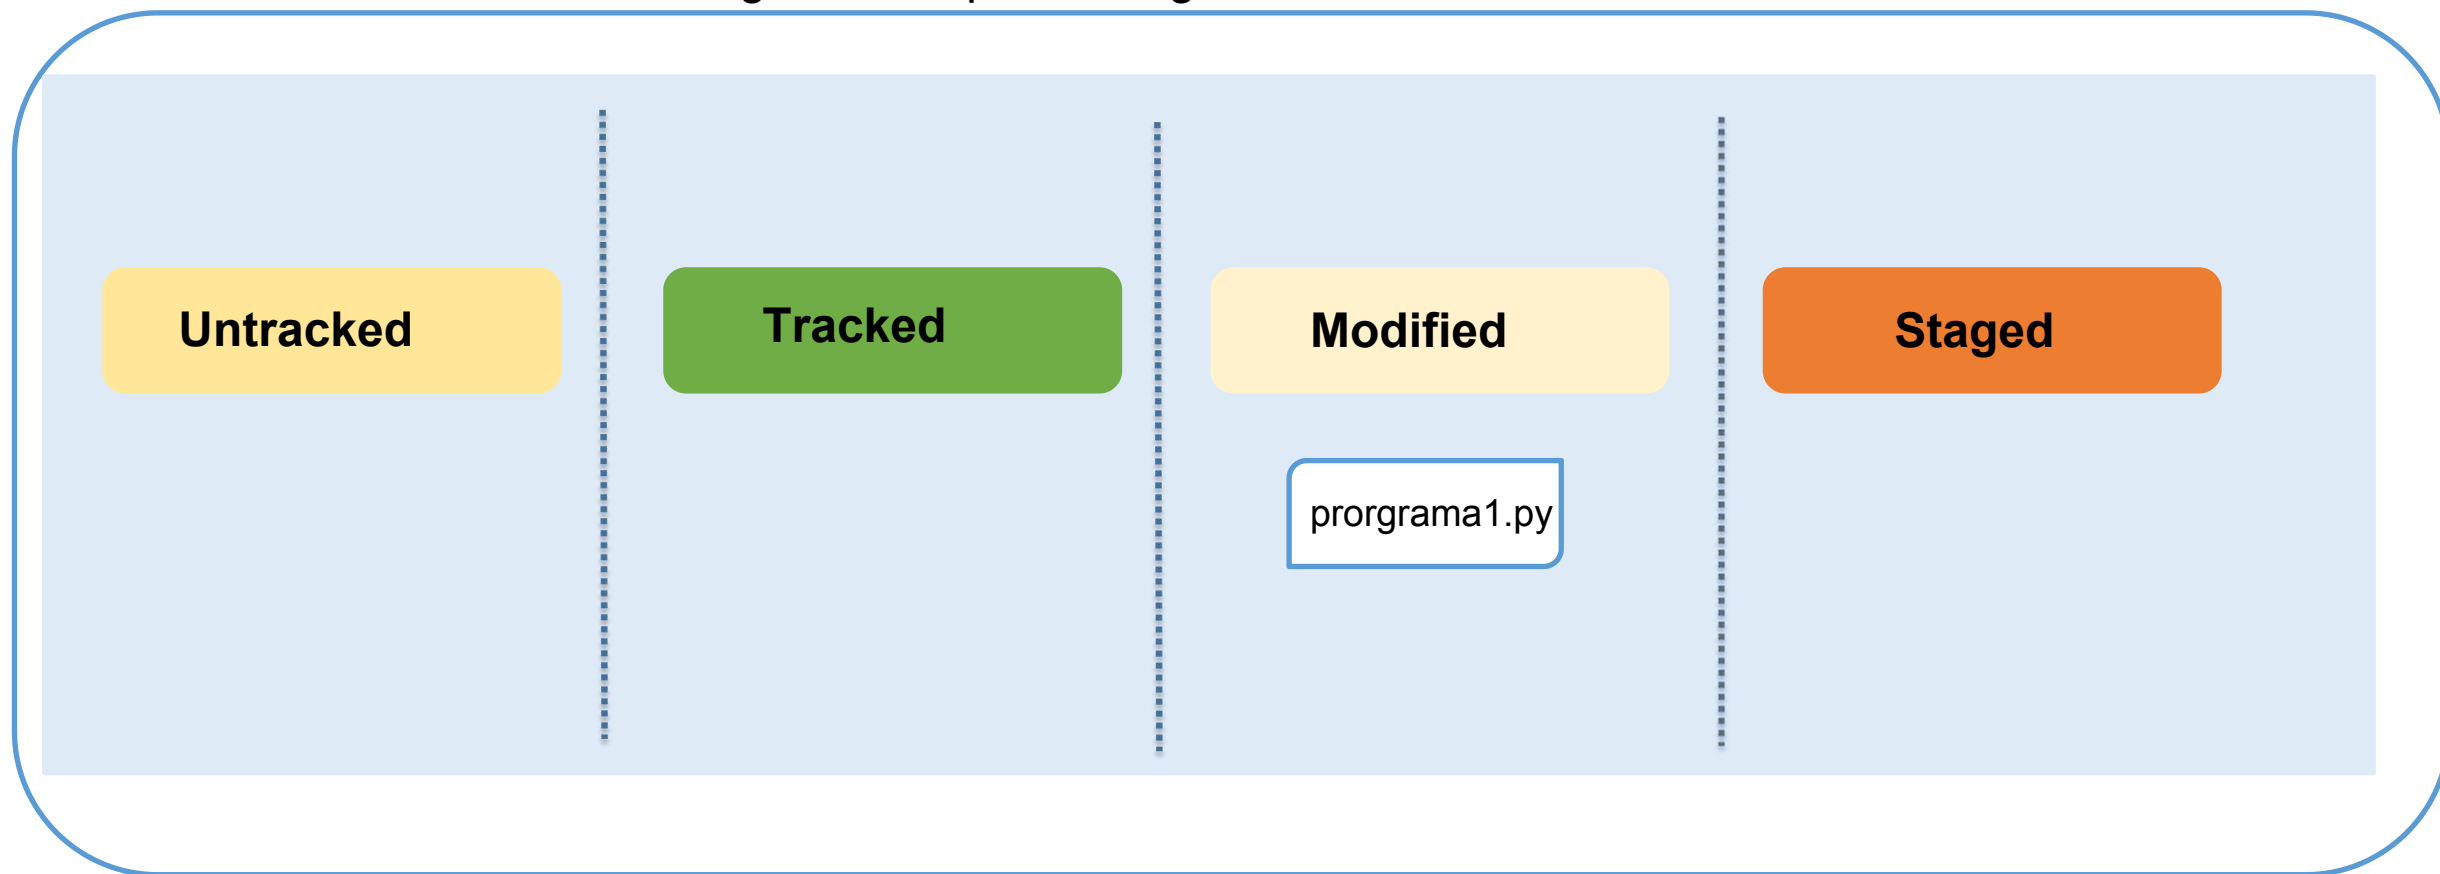 Untracked
Tracked
Modified
Staged
prorgrama1.py